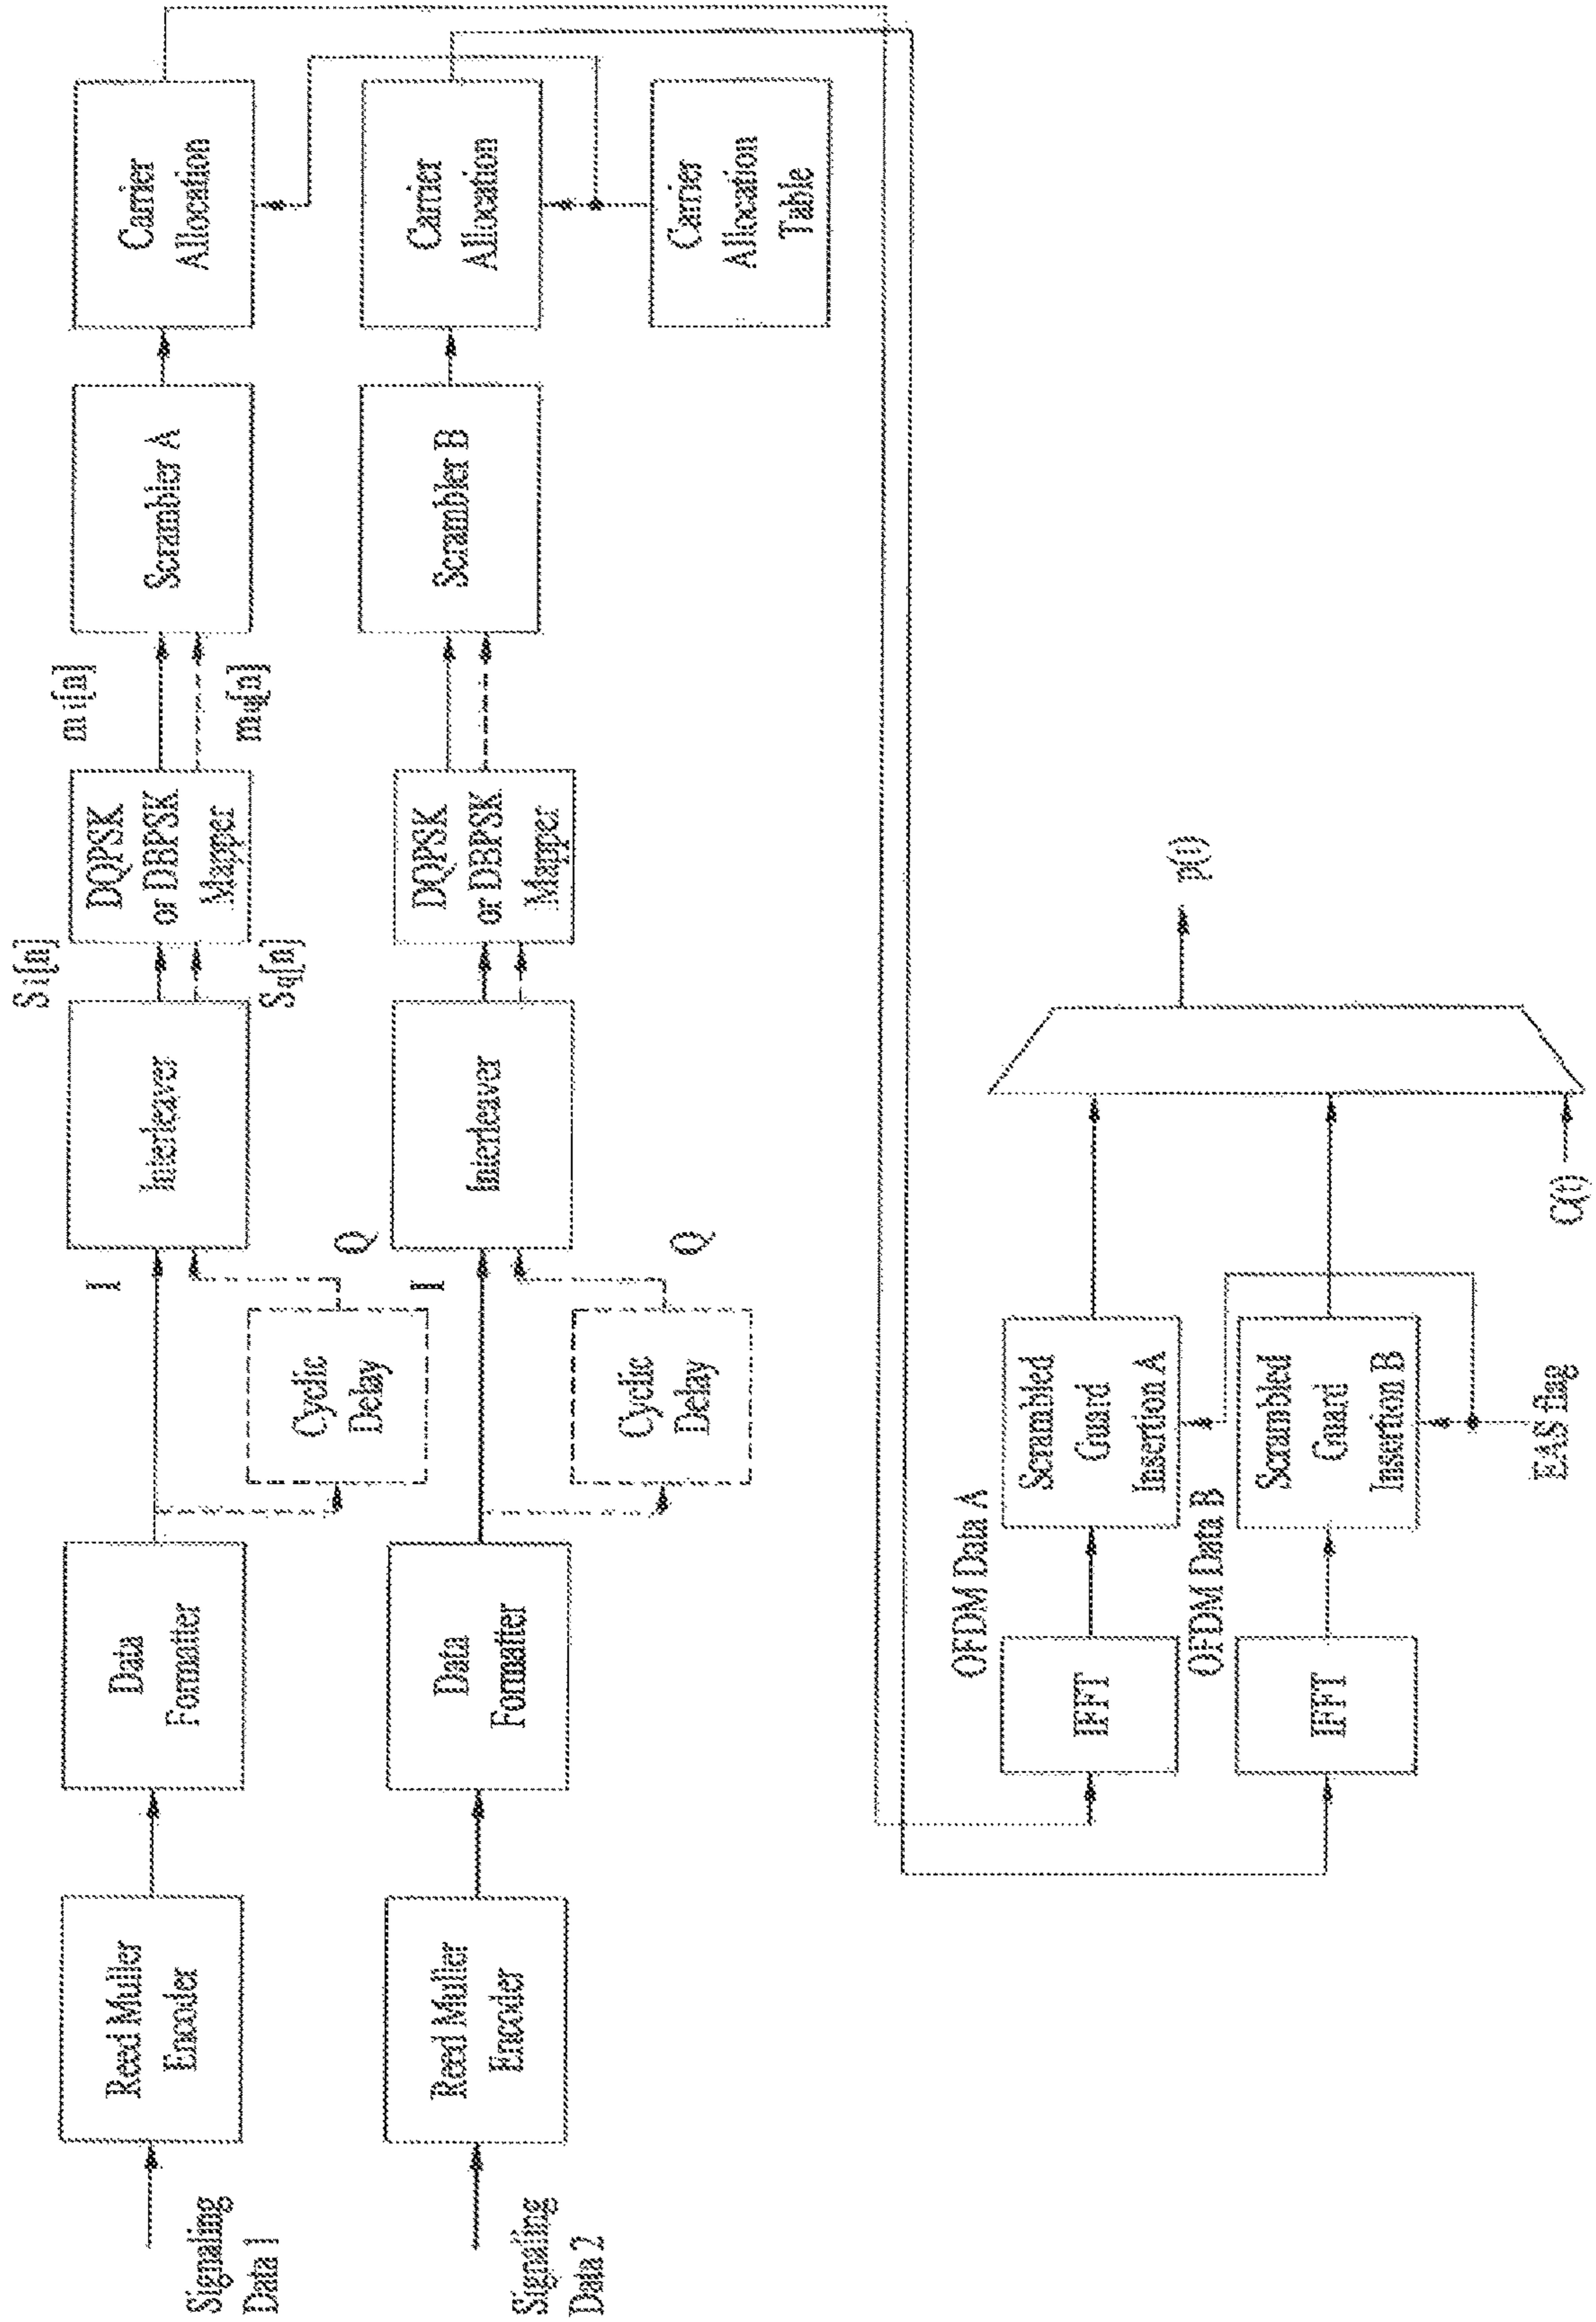 Signaling
Data 1
Reed Muller
Encoder
Data
Formatter
Cyclic
Delay
I
Q
Interleaver
Si[n]
Sq[n]
DQPSK
or DBPSK
Mapper
mi[n]
mq[n]
Scrambler A
Carrier
Allocation
Signaling
Data 2
Reed Muller
Encoder
Data
Formatter
Cyclic
Delay
I
Q
Interleaver
DQPSK
or DBPSK
Mapper
Scrambler B
Carrier
Allocation
Carrier
Allocation
Table
IFFT
OFDM Data A
Scrambled
Guard
Insertion A
IFFT
OFDM Data B
Scrambled
Guard
Insertion B
EAS flag
C(t)
p(t)